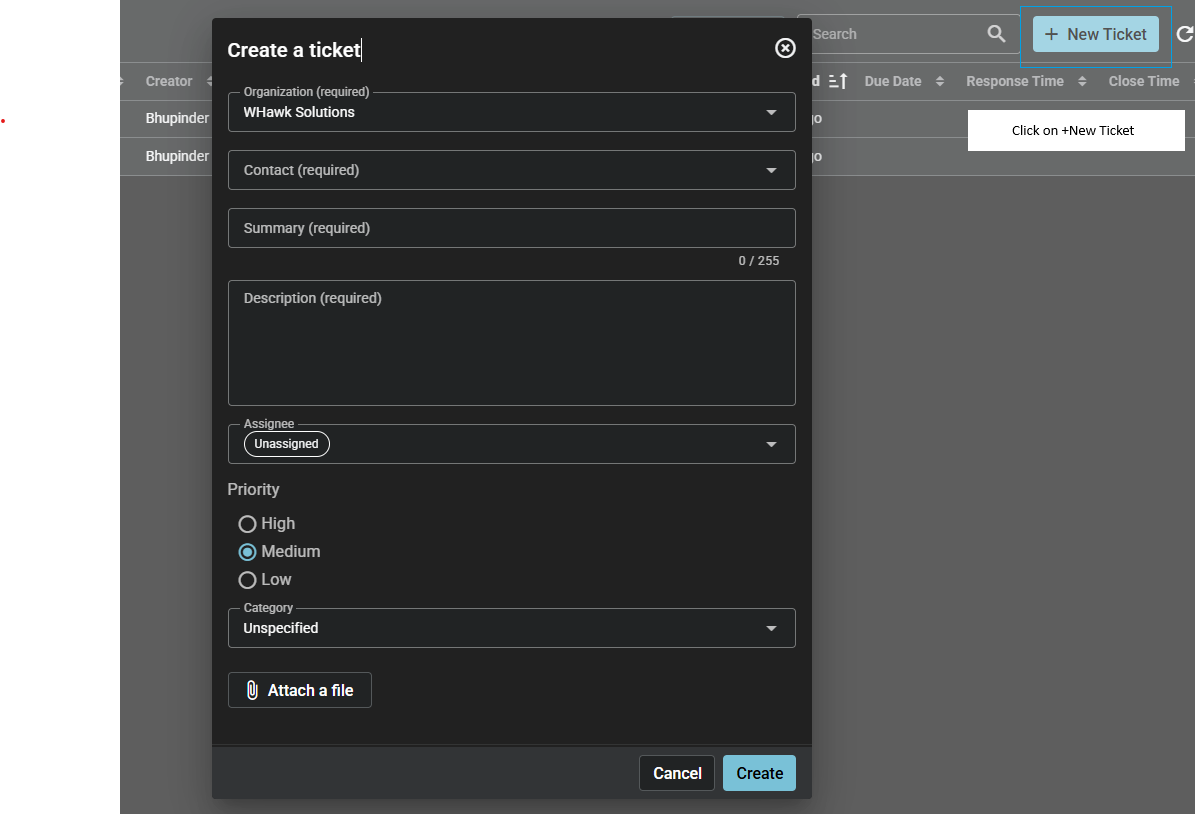 Search
+ New Ticket
Creator
Due Date
Response Time
Close Time
Bhupinder
Bhupinder
Click on +New Ticket
Create a ticket
Organization (required)
WHawk Solutions
Contact (required)
Summary (required)
0 / 255
Description (required)
Assignee
Unassigned
Priority
High
Medium
Low
Category
Unspecified
Attach a file
Cancel
Create